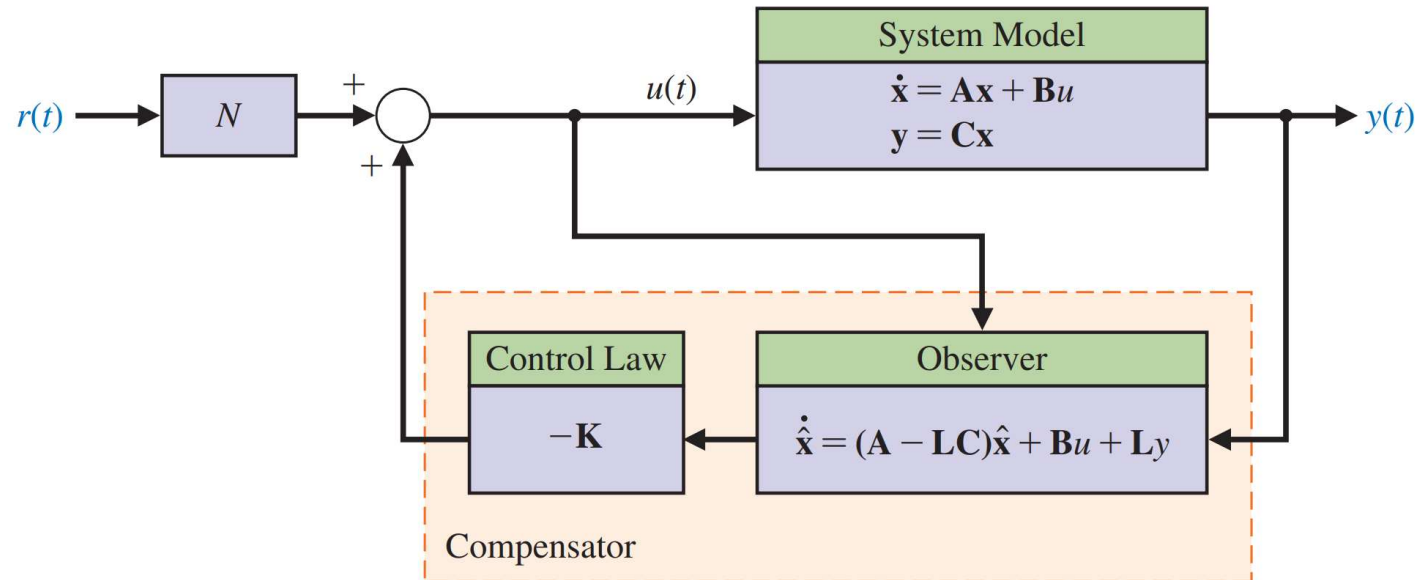 System Model
ẋ = Ax + Bu
y = Cx
r(t)
N
+
+
u(t)
y(t)
Control Law
−K
Observer
x̂̇ = (A − LC)x̂ + Bu + Ly
Compensator